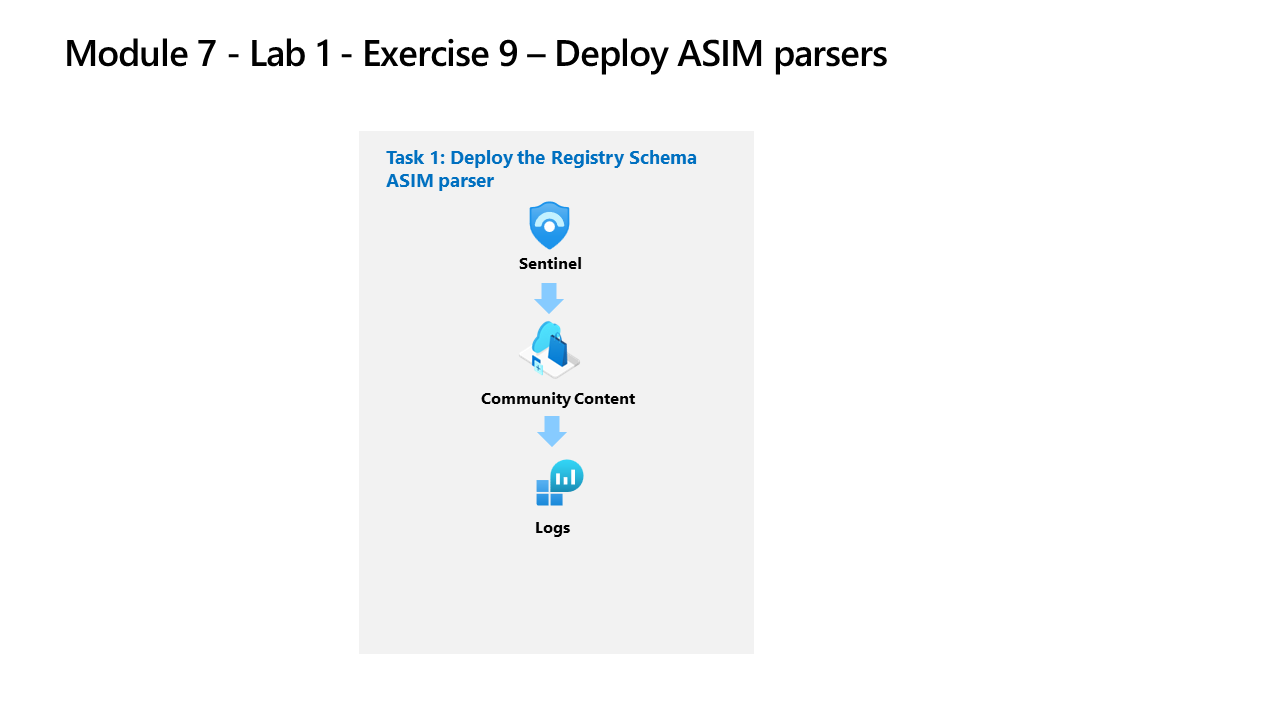 Module 7 - Lab 1 - Exercise 9 – Deploy ASIM parsers
Task 1: Deploy the Registry Schema
ASIM parser
Sentinel
Community Content
Logs